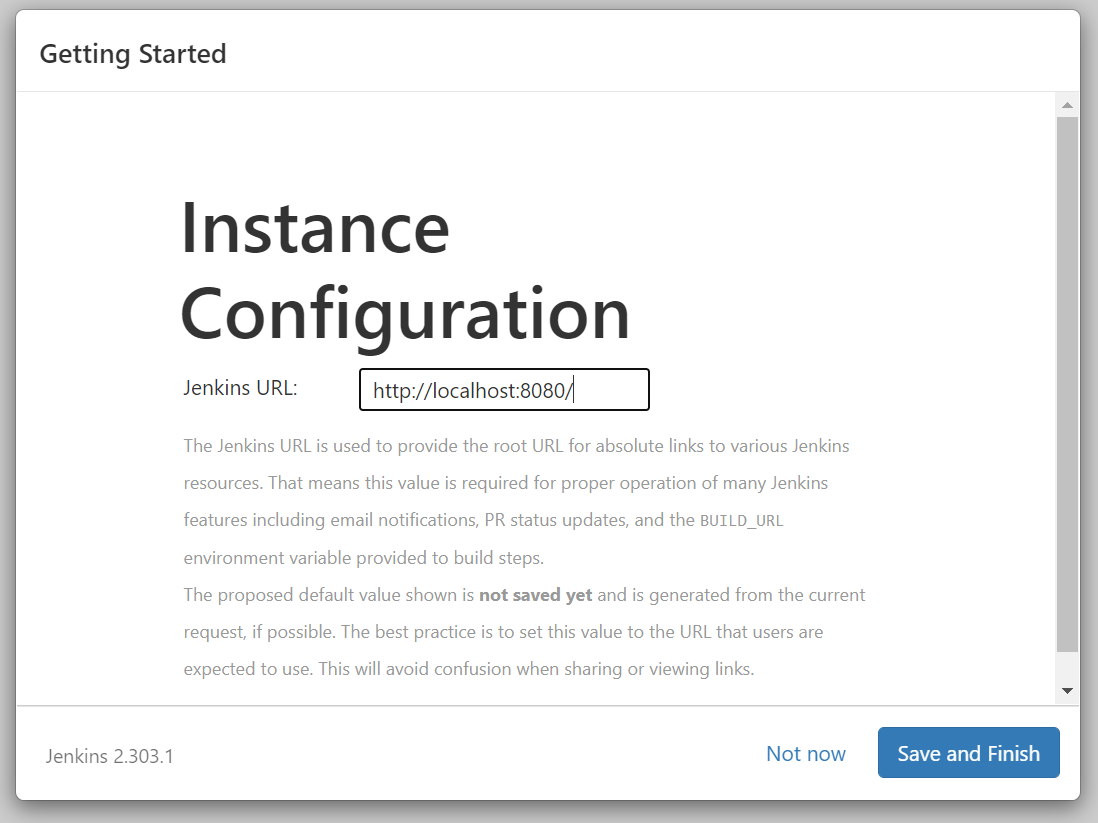 Getting Started
Instance
Configuration
Jenkins URL: http://localhost:8080/
The Jenkins URL is used to provide the root URL for absolute links to various Jenkins
resources. That means this value is required for proper operation of many Jenkins
features including email notifications, PR status updates, and the BUILD_URL
environment variable provided to build steps.
The proposed default value shown is not saved yet and is generated from the current
request, if possible. The best practice is to set this value to the URL that users are
expected to use. This will avoid confusion when sharing or viewing links.
Jenkins 2.303.1 Not now Save and Finish